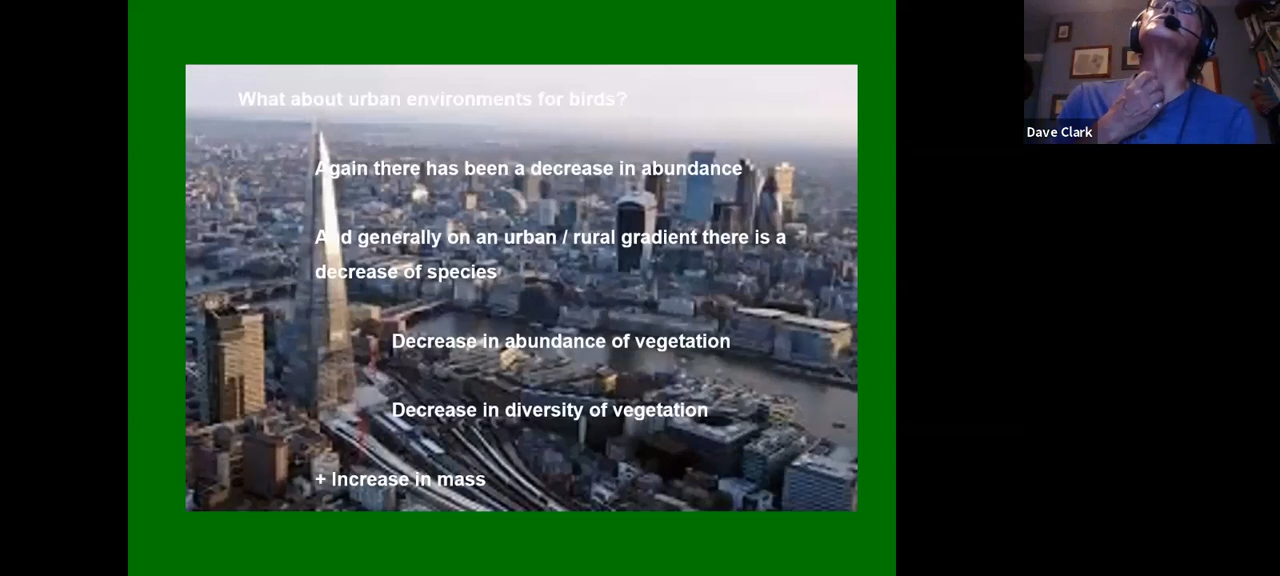 What about urban environments for birds?
Again there has been a decrease in abundance
And generally on an urban / rural gradient there is a
decrease of species
Decrease in abundance of vegetation
Decrease in diversity of vegetation
+ Increase in mass
Dave Clark